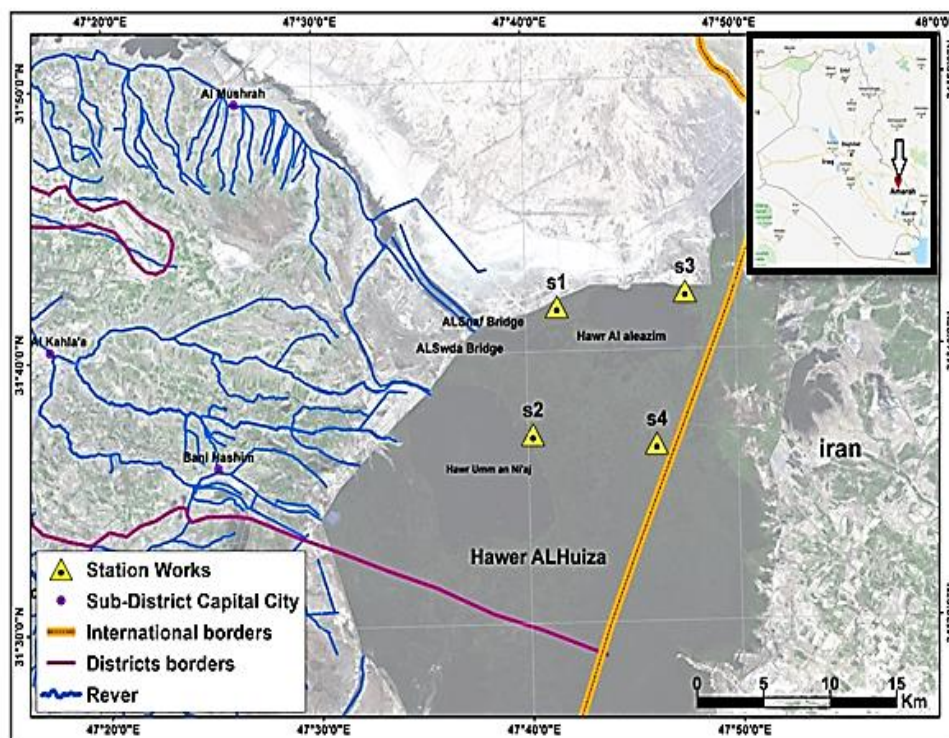 47°20'0"E
47°30'0"E
47°40'0"E
47°50'0"E
48°0'0"E
31°50'0"N
31°40'0"N
31°30'0"N
Al Mushrah
Baghdad
Iraq
Amarah
Kuwait
s1
s3
ALSnaf Bridge
Hawr Al aleazim
ALSwda Bridge
Al Kahla'a
s2
s4
iran
Bani Hashim
Hawr Umm an Ni'aj
Hawer ALHuiza
Station Works
Sub-District Capital City
International borders
Districts borders
Rever
0 5 10 15
Km
47°20'0"E
47°30'0"E
47°40'0"E
47°50'0"E